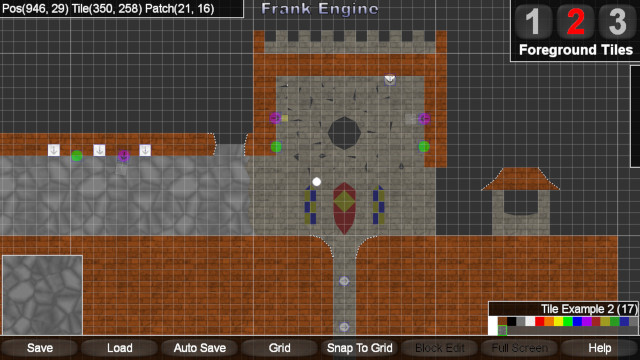 Pos(946, 29) Tile(350, 258) Patch(21, 16)
Frank Engine
1 2 3
Foreground Tiles
Tile Example 2 (17)
Save Load Auto Save Grid Snap To Grid Block Edit Full Screen Help